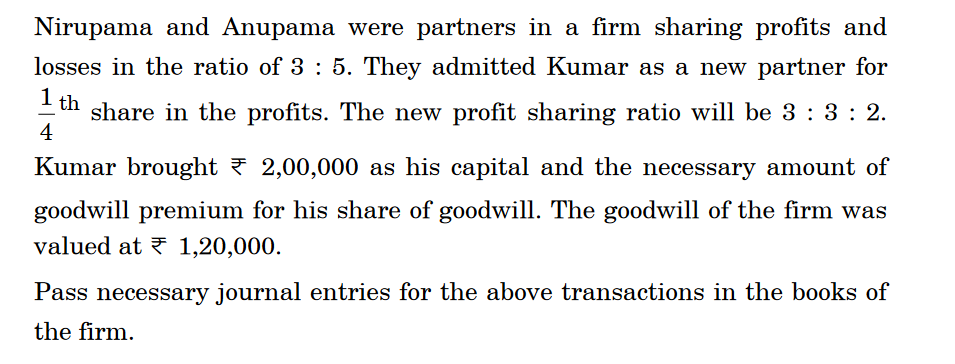 Nirupama and Anupama were partners in a firm sharing profits and
losses in the ratio of 3 : 5. They admitted Kumar as a new partner for
1/4 th share in the profits. The new profit sharing ratio will be 3 : 3 : 2.
Kumar brought ₹ 2,00,000 as his capital and the necessary amount of
goodwill premium for his share of goodwill. The goodwill of the firm was
valued at ₹ 1,20,000.
Pass necessary journal entries for the above transactions in the books of
the firm.